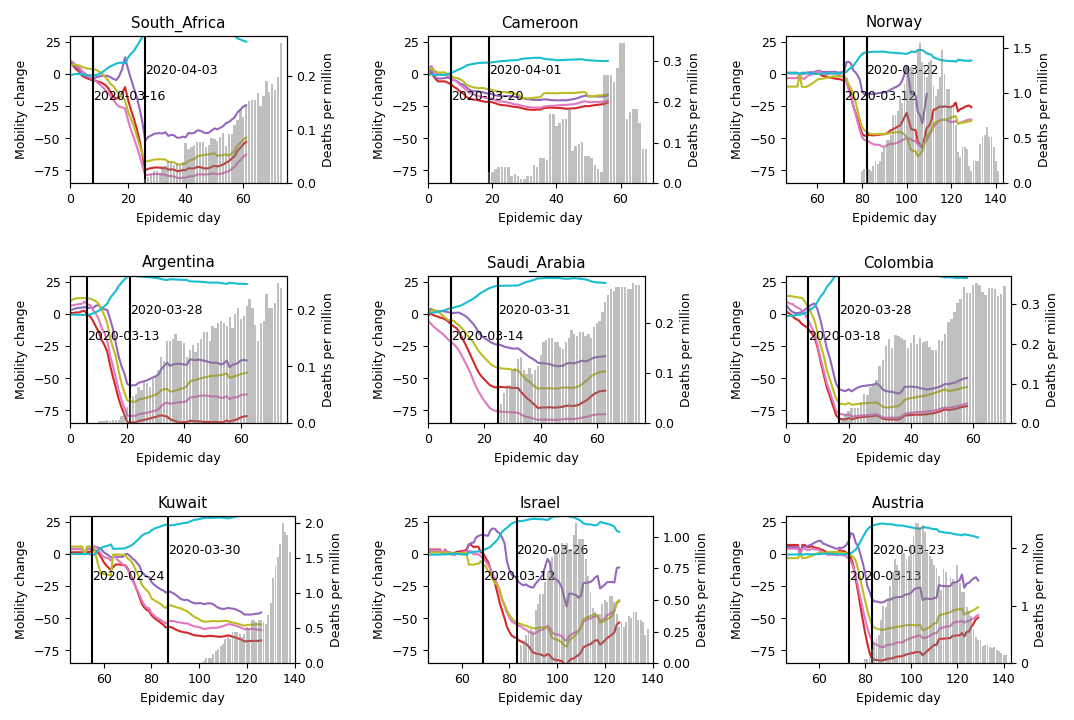 South_Africa
Cameroon
Norway
25
0
−25
−50
−75
Mobility change
2020-04-03
2020-03-16
0.2
0.1
0.0
Deaths per million
0 20 40 60
Epidemic day
Mobility change
2020-04-01
2020-03-20
25
0
−25
−50
−75
0.3
0.2
0.1
0.0
Deaths per million
0 20 40 60
Epidemic day
Mobility change
2020-03-22
2020-03-12
25
0
−25
−50
−75
1.5
1.0
0.5
0.0
Deaths per million
60 80 100 120 140
Epidemic day
Argentina
Saudi_Arabia
Colombia
25
0
−25
−50
−75
Mobility change
2020-03-28
2020-03-13
0.2
0.1
0.0
Deaths per million
0 20 40 60
Epidemic day
Mobility change
2020-03-31
2020-03-14
25
0
−25
−50
−75
0.2
0.1
0.0
Deaths per million
0 20 40 60
Epidemic day
Mobility change
2020-03-28
2020-03-18
25
0
−25
−50
−75
0.3
0.2
0.1
0.0
Deaths per million
0 20 40 60
Epidemic day
Kuwait
Israel
Austria
25
0
−25
−50
−75
Mobility change
2020-03-30
2020-02-24
2.0
1.5
1.0
0.5
0.0
Deaths per million
60 80 100 120 140
Epidemic day
Mobility change
2020-03-26
2020-03-12
25
0
−25
−50
−75
1.00
0.75
0.50
0.25
0.00
Deaths per million
60 80 100 120 140
Epidemic day
Mobility change
2020-03-23
2020-03-13
25
0
−25
−50
−75
2
1
0
Deaths per million
60 80 100 120 140
Epidemic day